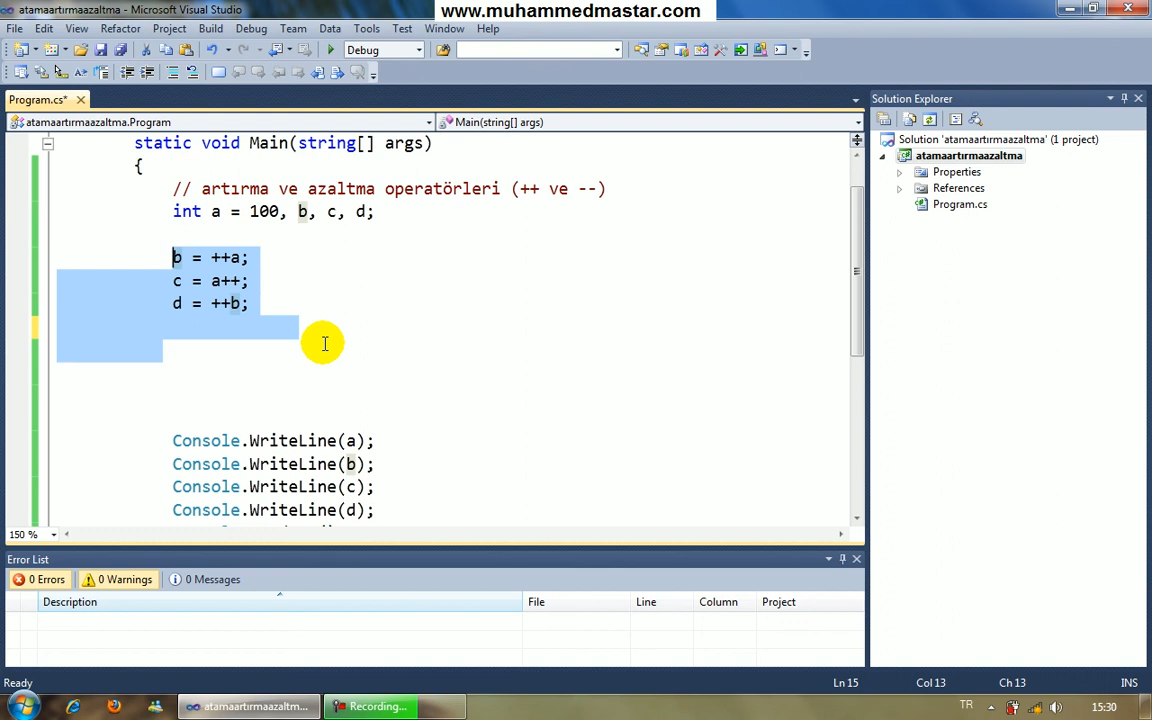 atamaartırmaazaltma - Microsoft Visual Studio
www.muhammedmastar.com
File Edit View Refactor Project Build Debug Team Data Tools Test Window Help
Debug
Program.cs*
atamaartırmaazaltma.Program
Main(string[] args)
static void Main(string[] args)
{
// artırma ve azaltma operatörleri (++ ve --)
int a = 100, b, c, d;
b = ++a;
c = a++;
d = ++b;
Console.WriteLine(a);
Console.WriteLine(b);
Console.WriteLine(c);
Console.WriteLine(d);
150 %
Solution Explorer
Solution 'atamaartırmaazaltma' (1 project)
atamaartırmaazaltma
Properties
References
Program.cs
Error List
0 Errors 0 Warnings 0 Messages
Description File Line Column Project
Ready Ln 15 Col 13 Ch 13 INS
atamaartırmaazaltm... Recording... TR 15:30